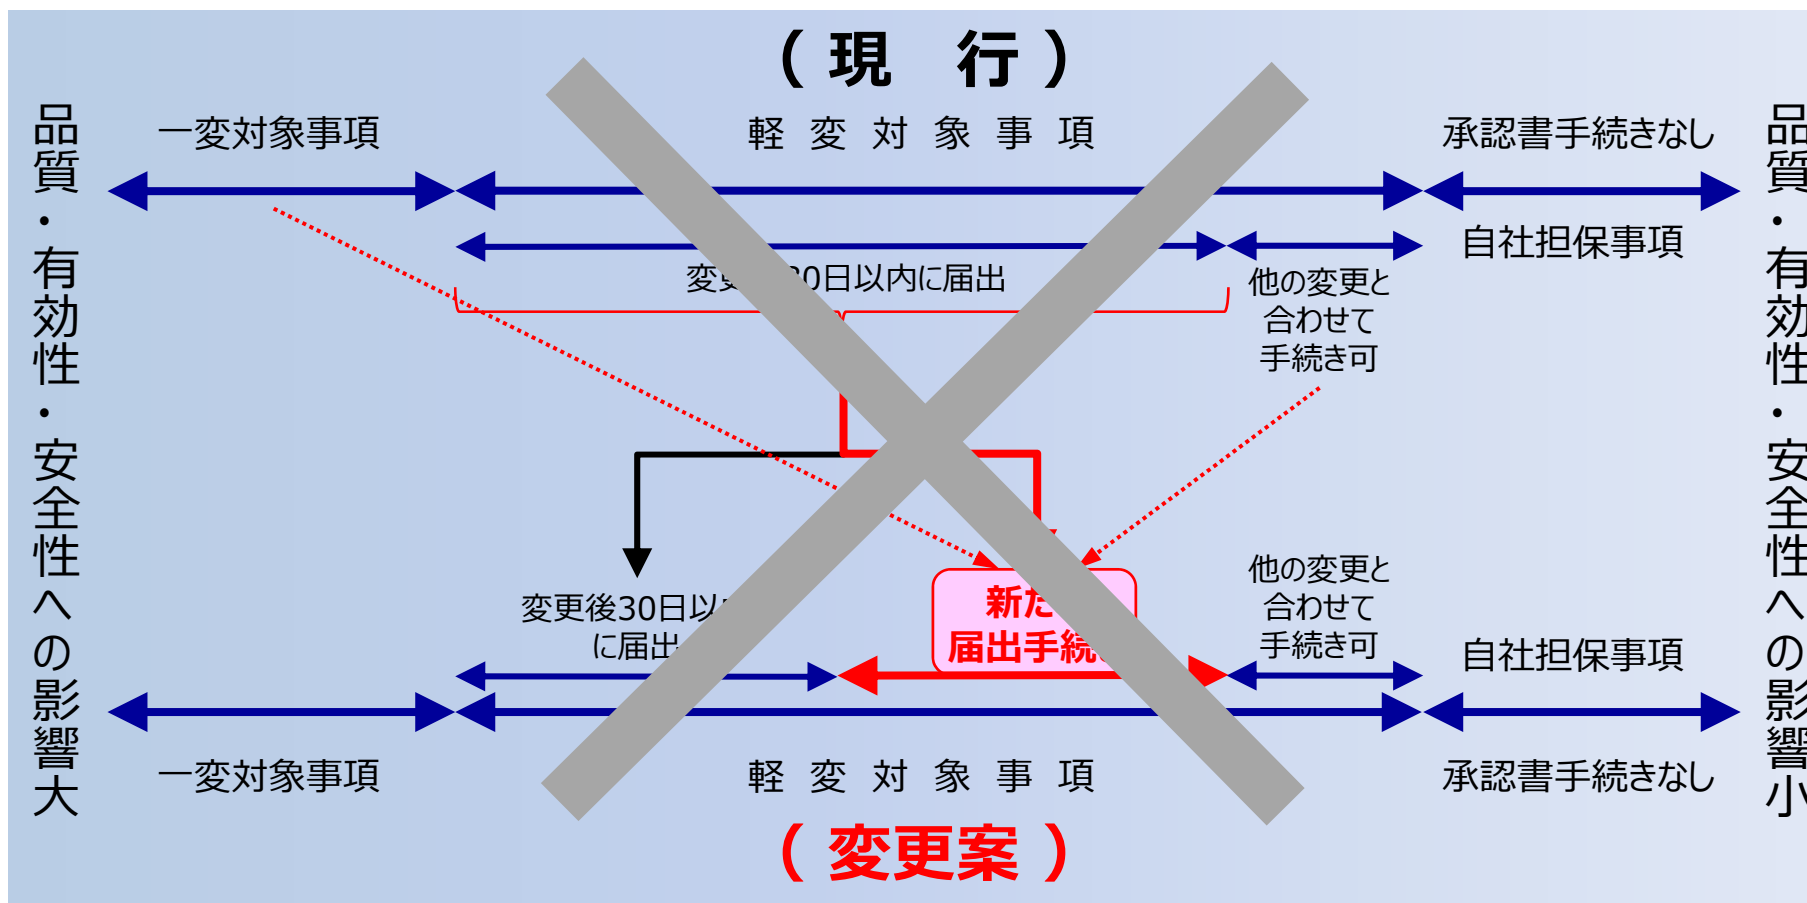 （ 現　行 ）
品質・有効性・安全性への影響大
一変対象事項
軽 変 対 象 事 項
承認書手続きなし
品質・有効性・安全性への影響小
自社担保事項
変更 30日以内に届出
他の変更と
合わせて
手続き可
変更後30日以
に届出
新た
届出手続
他の変更と
合わせて
手続き可
自社担保事項
一変対象事項
軽 変 対 象 事 項
承認書手続きなし
（ 変更案 ）